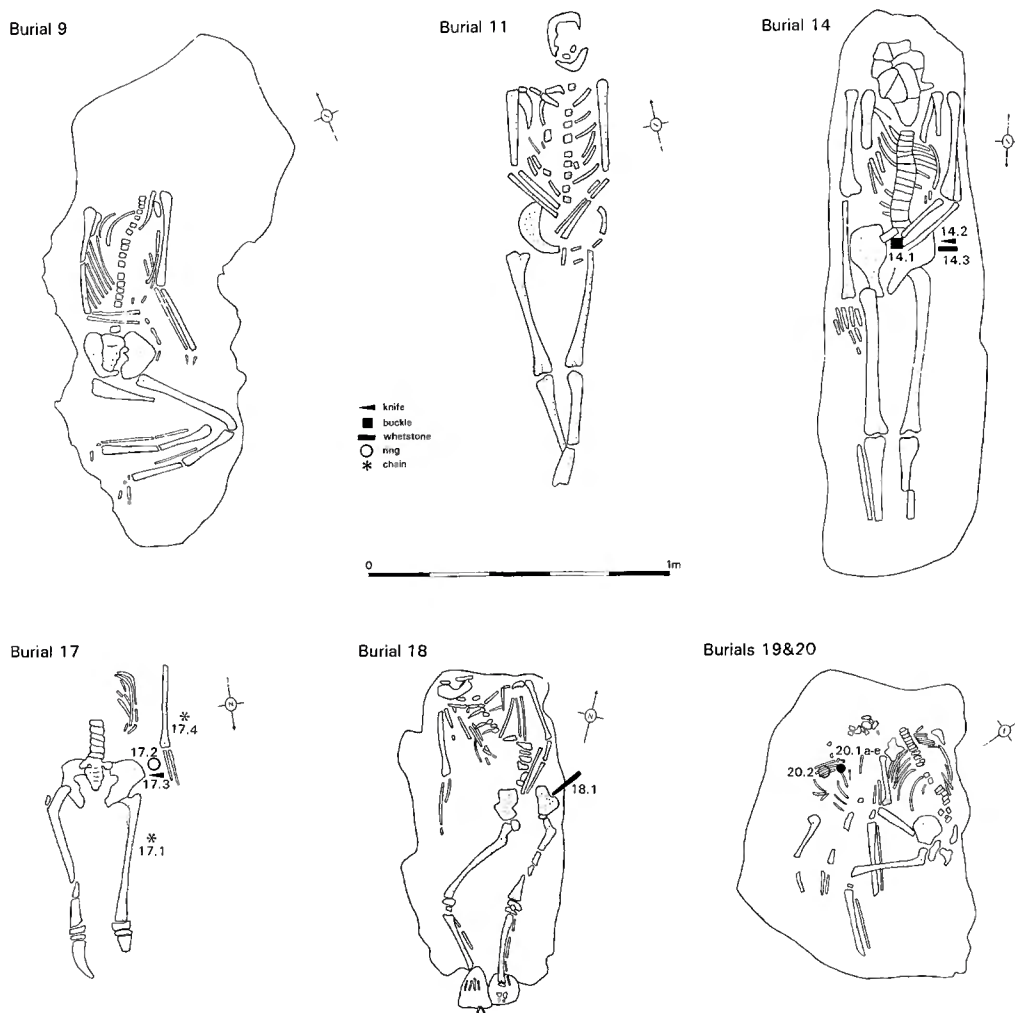 Burial 9
Burial 11
Burial 14
14.2
14.1
14.3
knife
buckle
whetstone
ring
chain
0 1m
Burial 17
Burial 18
Burials 19&20
17.4
17.2
17.3
17.1
18.1
20.1a-e
20.2